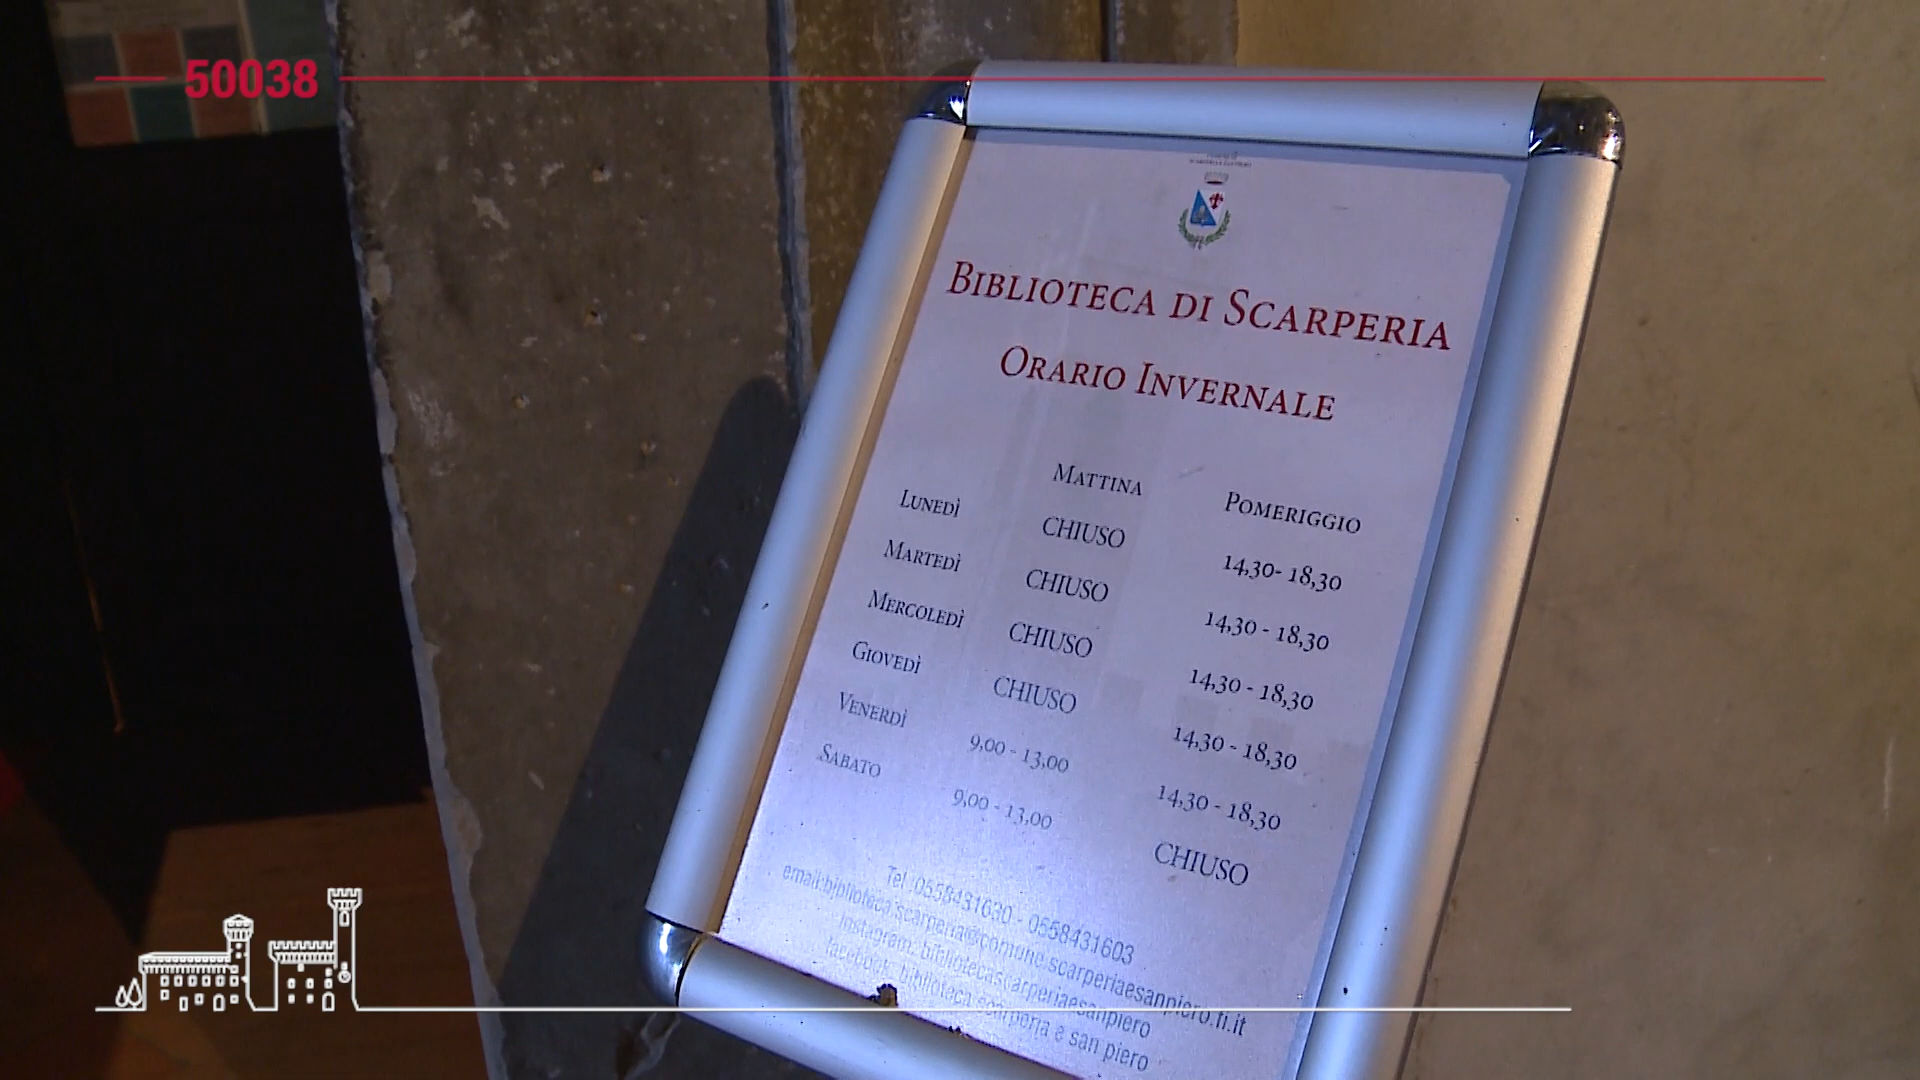 50038
BIBLIOTECA DI SCARPERIA
ORARIO INVERNALE
MATTINA POMERIGGIO
LUNEDÌ CHIUSO 14,30- 18,30
MARTEDÌ CHIUSO 14,30 - 18,30
MERCOLEDÌ CHIUSO 14,30 - 18,30
GIOVEDÌ CHIUSO 14,30 - 18,30
VENERDÌ 9,00 - 13,00 14,30 - 18,30
SABATO 9,00 - 13,00 CHIUSO
Tel :0558431630 - 0558431603
email:biblioteca.scarperia@comune.scarperiaesanpiero.fi.it
instagram: bibliotecascarperiaesanpiero
facebook: biblioteca scarperia e san piero